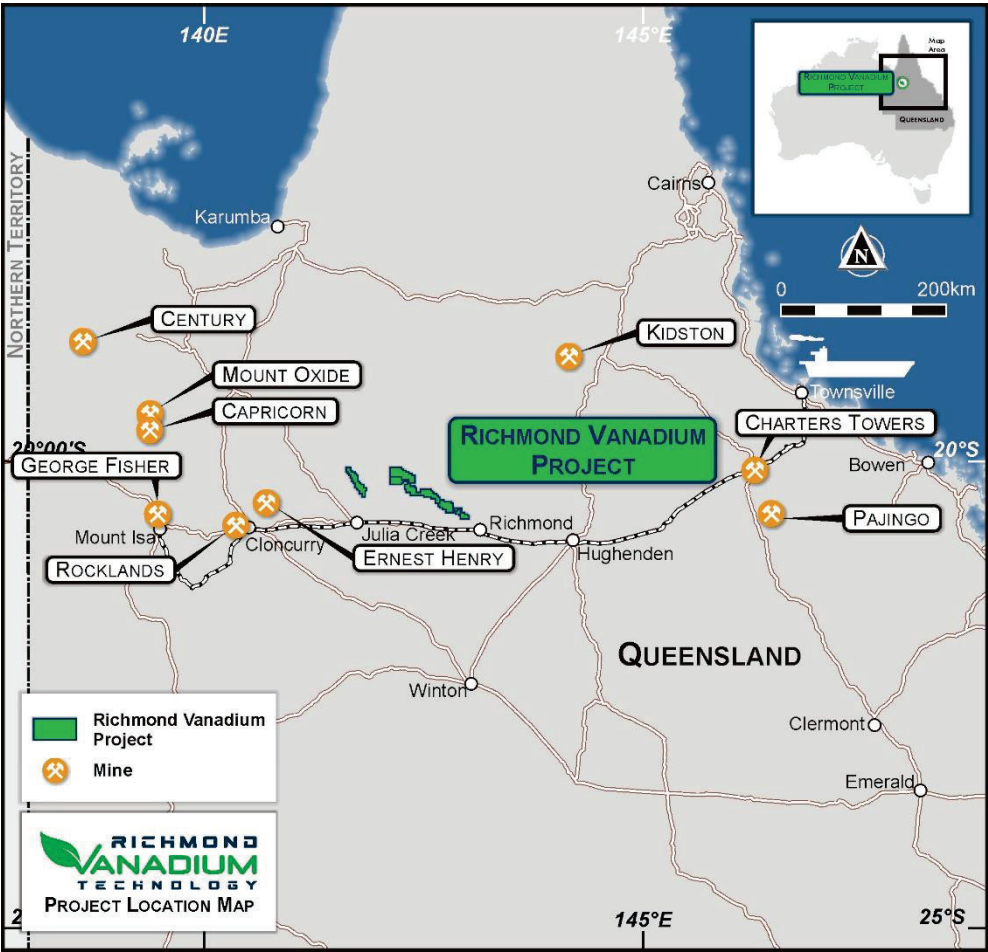 140E
145°E
Map
Area
RICHMOND VANADIUM
PROJECT
QUEENSLAND
NORTHERN TERRITORY
Cairns
Karumba
N
0 200km
CENTURY
KIDSTON
MOUNT OXIDE
Townsville
CAPRICORN
CHARTERS TOWERS
RICHMOND VANADIUM
PROJECT
20°00'S
20°S
GEORGE FISHER
Bowen
Mount Isa
Cloncurry
Julia Creek
Richmond
PAJINGO
Hughenden
ROCKLANDS
ERNEST HENRY
QUEENSLAND
Winton
Richmond Vanadium
Project
Mine
Clermont
Emerald
RICHMOND
VANADIUM
TECHNOLOGY
PROJECT LOCATION MAP
145°E
25°S